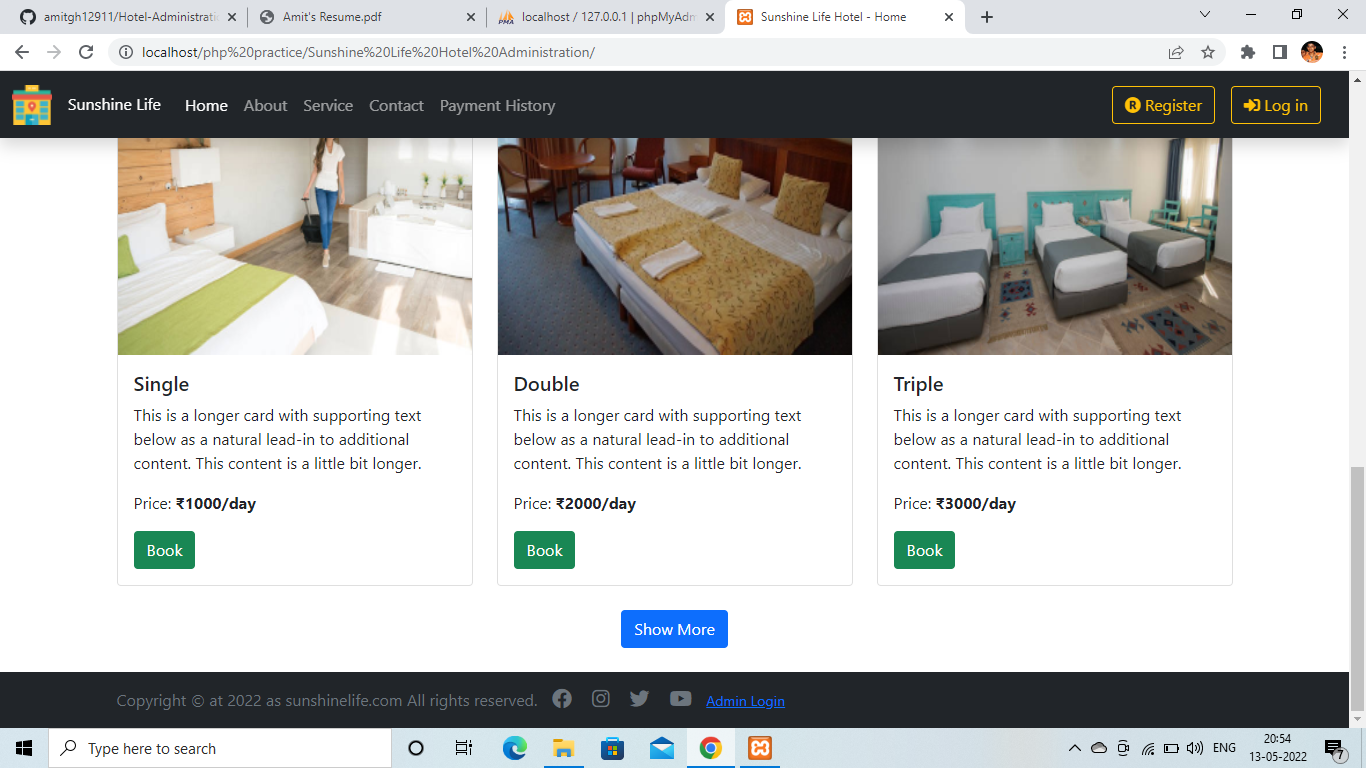 amitgh12911/Hotel-Administrati
Amit's Resume.pdf
localhost / 127.0.0.1 | phpMyAdm
Sunshine Life Hotel - Home
localhost/php%20practice/Sunshine%20Life%20Hotel%20Administration/
Sunshine Life
Home
About
Service
Contact
Payment History
Register
Log in
Single
This is a longer card with supporting text
below as a natural lead-in to additional
content. This content is a little bit longer.
Price: ₹1000/day
Book
Double
This is a longer card with supporting text
below as a natural lead-in to additional
content. This content is a little bit longer.
Price: ₹2000/day
Book
Triple
This is a longer card with supporting text
below as a natural lead-in to additional
content. This content is a little bit longer.
Price: ₹3000/day
Book
Show More
Copyright © at 2022 as sunshinelife.com All rights reserved.
Admin Login
Type here to search
ENG
20:54
13-05-2022
7